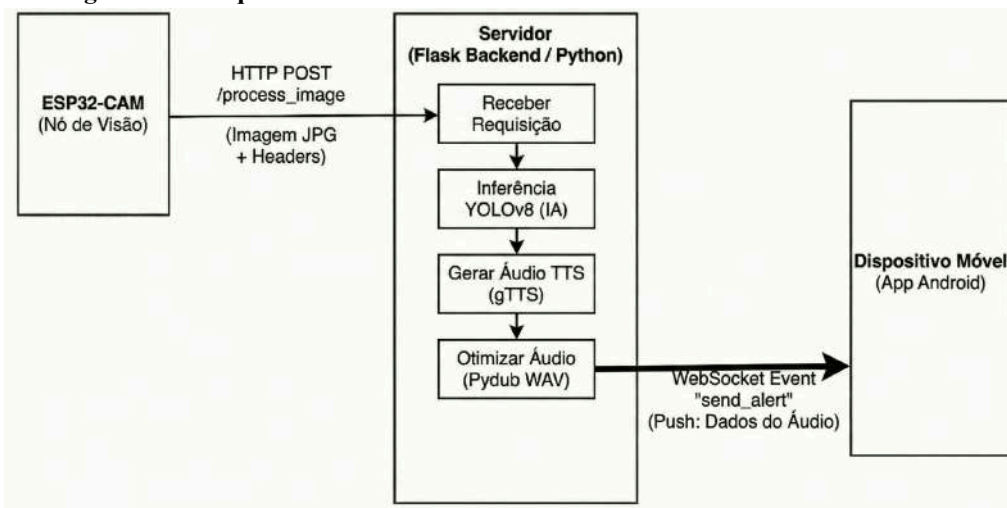 Servidor
(Flask Backend / Python)
ESP32-CAM
(Nó de Visão)
HTTP POST
/process_image
(Imagem JPG
+ Headers)
Receber
Requisição
Inferência
YOLOv8 (IA)
Gerar Áudio TTS
(gTTS)
Otimizar Áudio
(Pydub WAV)
WebSocket Event
"send_alert"
(Push: Dados do Áudio)
Dispositivo Móvel
(App Android)